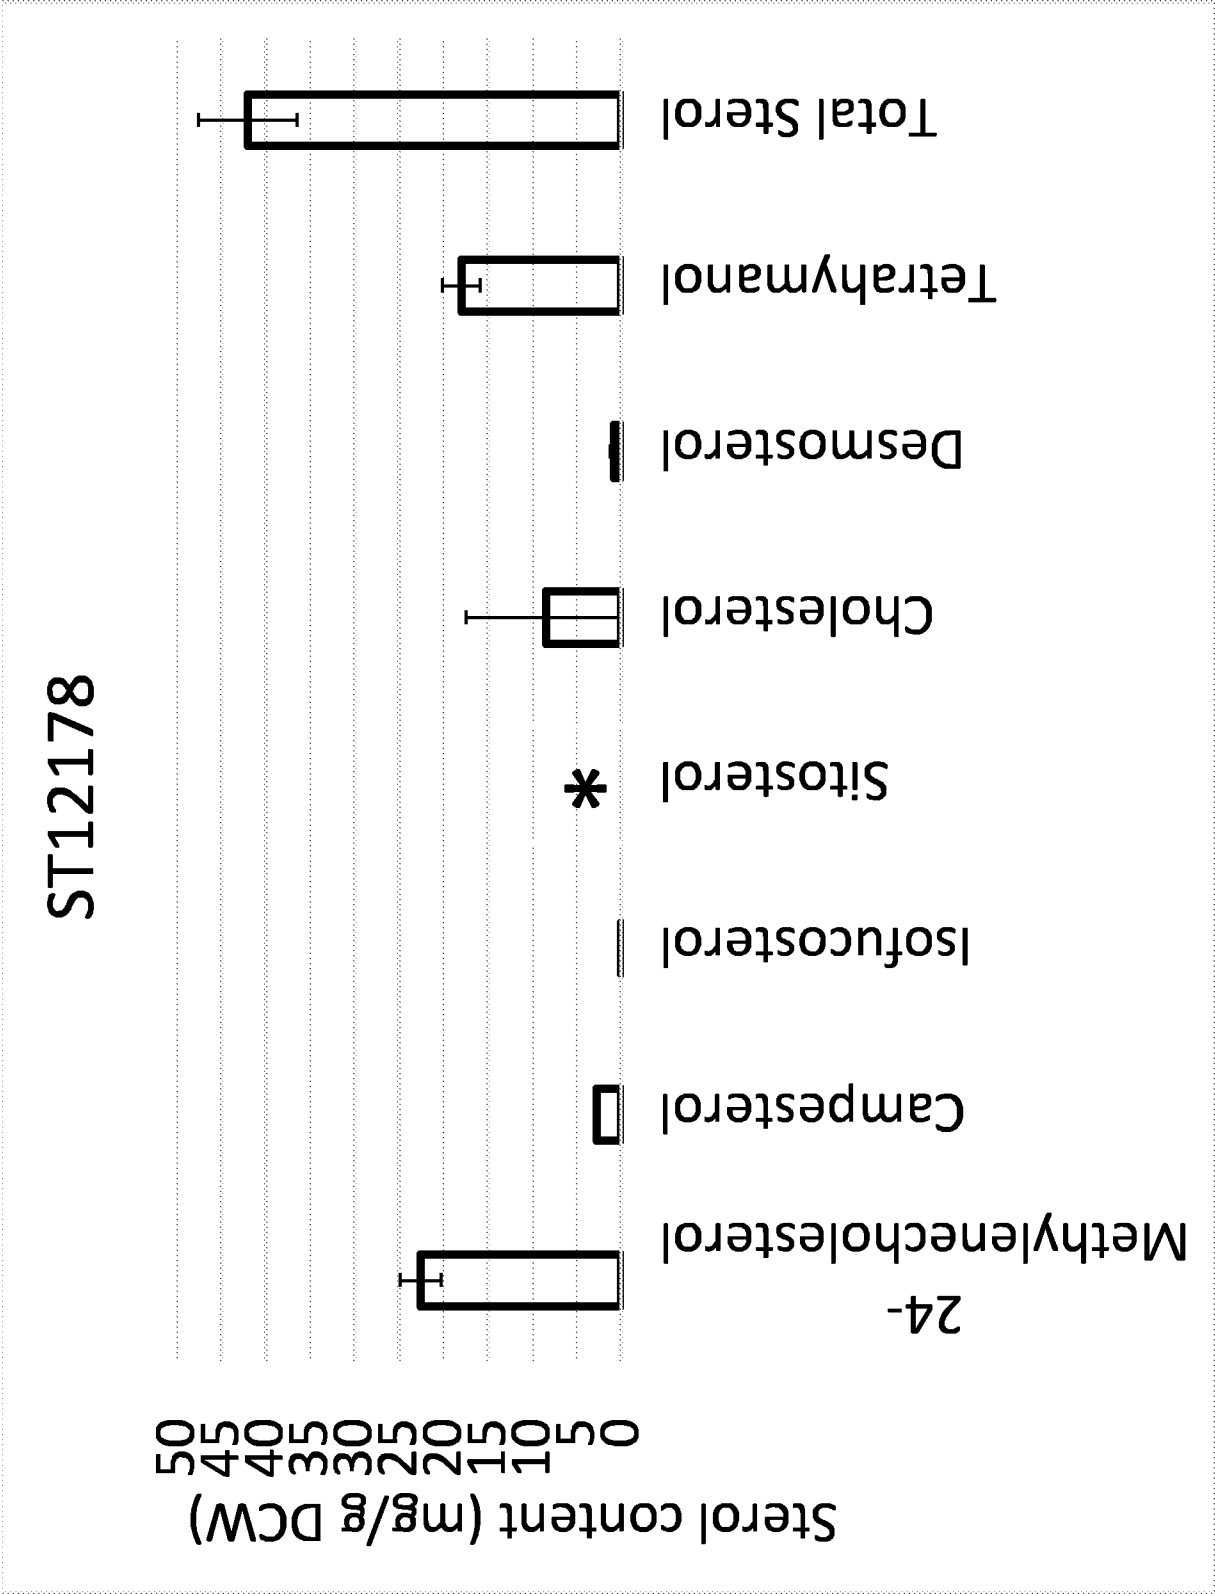 ST12178
Sterol content (mg/g DCW)
50
45
40
35
30
25
20
15
10
5
0
24-
Methylenecholesterol
Campesterol
Isofucosterol
Sitosterol
*
Cholesterol
Desmosterol
Tetrahymanol
Total Sterol